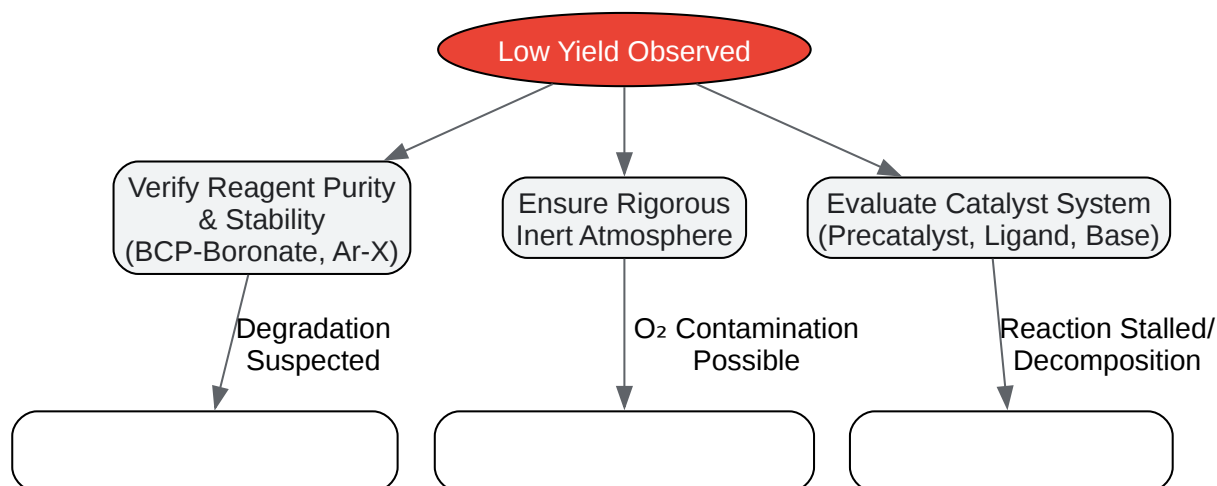 Low Yield Observed
Verify Reagent Purity
& Stability
(BCP-Boronate, Ar-X)
Ensure Rigorous
Inert Atmosphere
Evaluate Catalyst System
(Precatalyst, Ligand, Base)
Degradation
Suspected
O₂ Contamination
Possible
Reaction Stalled/
Decomposition